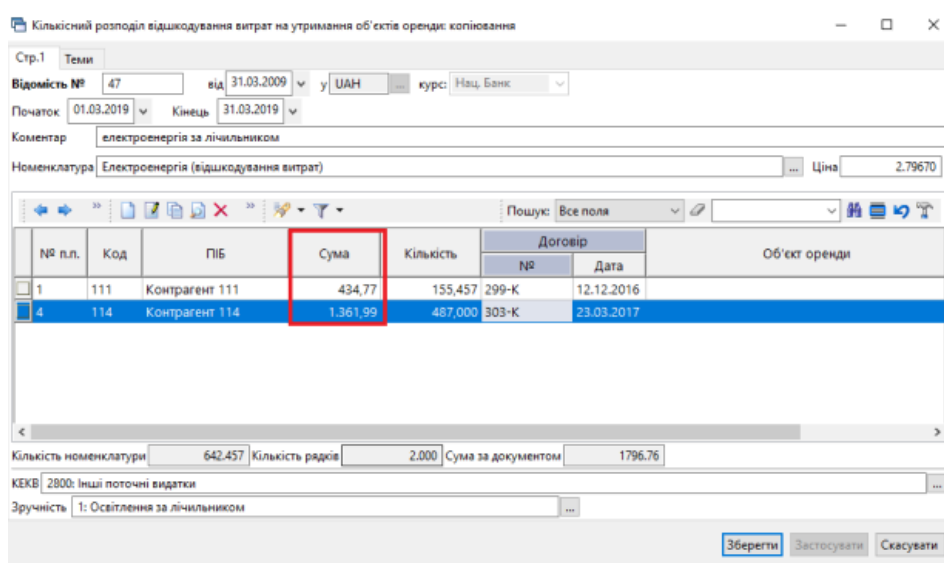 Кількісний розподіл відшкодування витрат на утримання об'єктів оренди: копіювання
Стр.1 Теми
Відомість № 47 від 31.03.2009 у UAH ... курс: Нац. Банк
Початок 01.03.2019 Кінець 31.03.2019
Коментар електроенергія за лічильником
Номенклатура Електроенергія (відшкодування витрат) ... Ціна 2.79670
Пошук: Все поля
№ п.п. Код ПІБ Сума Кількість Договір Об'єкт оренди
№ Дата
1 111 Контрагент 111 434,77 155,457 299-К 12.12.2016
4 114 Контрагент 114 1.361,99 487,000 303-К 23.03.2017
Кількість номенклатури 642.457 Кількість рядків 2.000 Сума за документом 1796.76
КЕКВ 2800: Інші поточні видатки ...
Зручність 1: Освітлення за лічильником ...
Зберегти Застосувати Скасувати